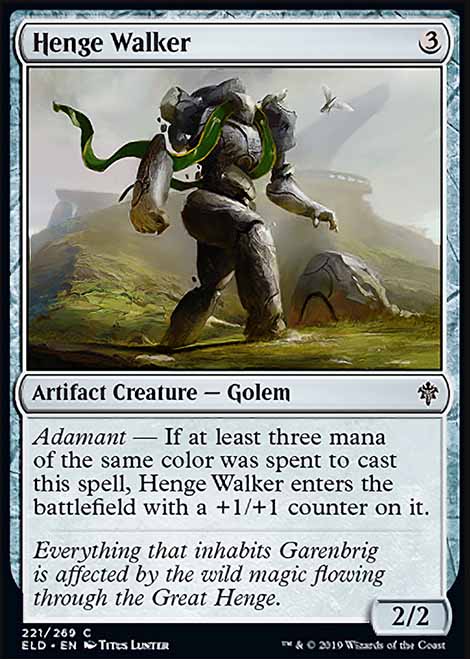 Henge Walker 3
Artifact Creature — Golem
Adamant — If at least three mana
of the same color was spent to cast
this spell, Henge Walker enters the
battlefield with a +1/+1 counter on it.
Everything that inhabits Garenbrig
is affected by the wild magic flowing
through the Great Henge.
2/2
221/269 C
ELD • EN Titus Lunter
™ & © 2019 Wizards of the Coast